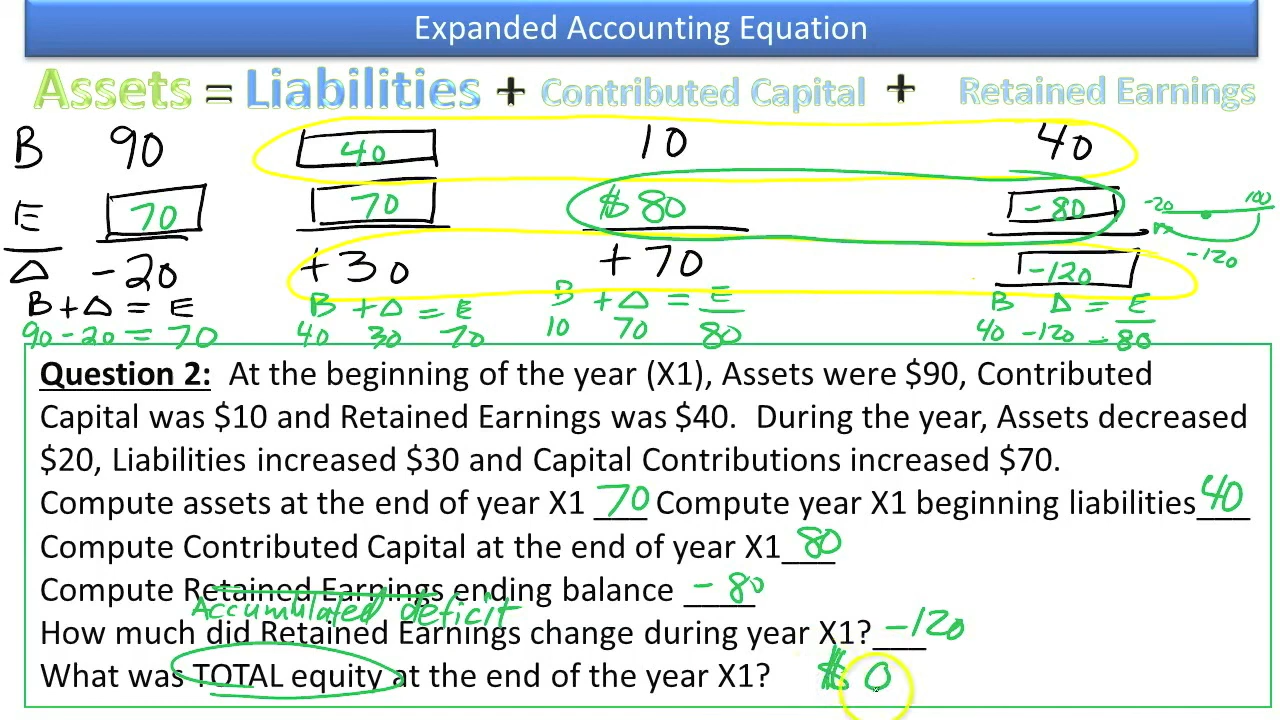 Expanded Accounting Equation
Assets = Liabilities + Contributed Capital + Retained Earnings
B 90 40 10 40
E 70 70 $ 80 -80 -20 100
Δ -20 +30 +70 -120 -120
B+Δ = E B +Δ = E B +Δ = E B Δ = E
90-20 = 70 40 30 70 10 70 80 40 -120 -80
Question 2: At the beginning of the year (X1), Assets were $90, Contributed
Capital was $10 and Retained Earnings was $40. During the year, Assets decreased
$20, Liabilities increased $30 and Capital Contributions increased $70.
Compute assets at the end of year X1 70 Compute year X1 beginning liabilities 40
Compute Contributed Capital at the end of year X1 80
Compute Retained Earnings ending balance -80
Accumulated deficit
How much did Retained Earnings change during year X1? -120
What was TOTAL equity at the end of the year X1? $ 0